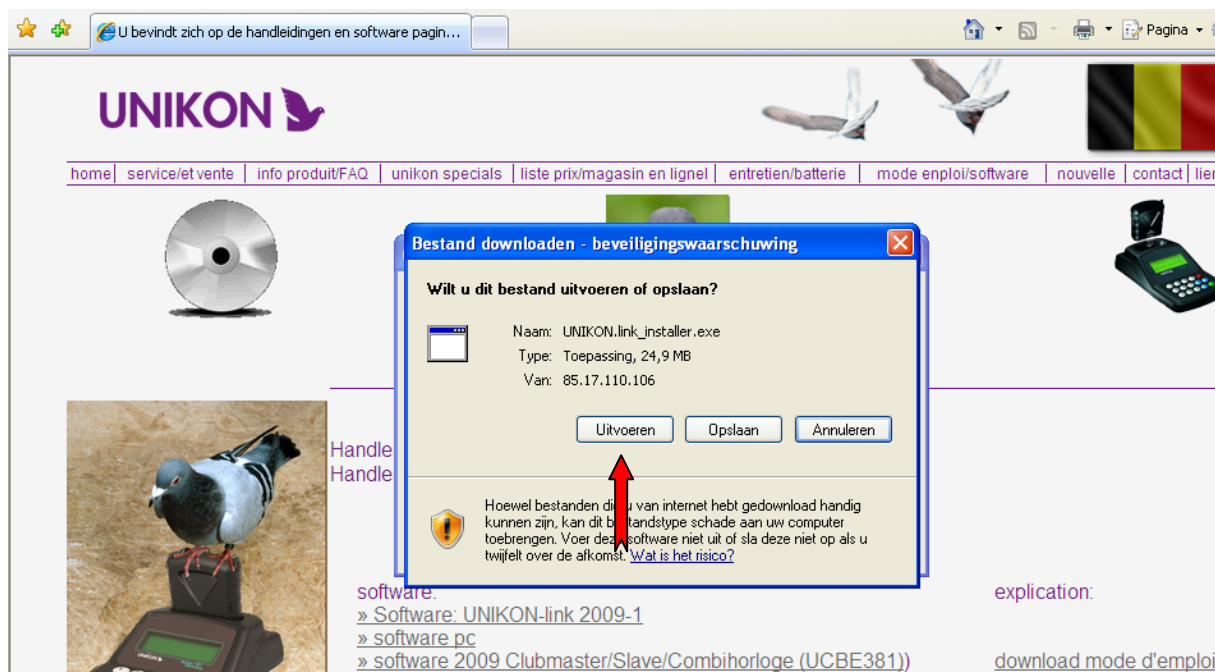 U bevindt zich op de handleidingen en software pagin...
Pagina
UNIKON
home| service/et vente | info produit/FAQ | unikon specials | liste prix/magasin en lignel | entretien/batterie | mode enploi/software | nouvelle | contact | lier
Bestand downloaden - beveiligingswaarschuwing
Wilt u dit bestand uitvoeren of opslaan?
Naam: UNIKON.link_installer.exe
Type: Toepassing, 24,9 MB
Van: 85.17.110.106
Uitvoeren Opslaan Annuleren
Handle
Handle
Hoewel bestanden die u van internet hebt gedownload handig
kunnen zijn, kan dit bestandstype schade aan uw computer
toebrengen. Voer deze software niet uit of sla deze niet op als u
twijfelt over de afkomst. Wat is het risico?
software: explication:
» Software: UNIKON-link 2009-1
» software pc
» software 2009 Clubmaster/Slave/Combihorloge (UCBE381)) download mode d'emploi